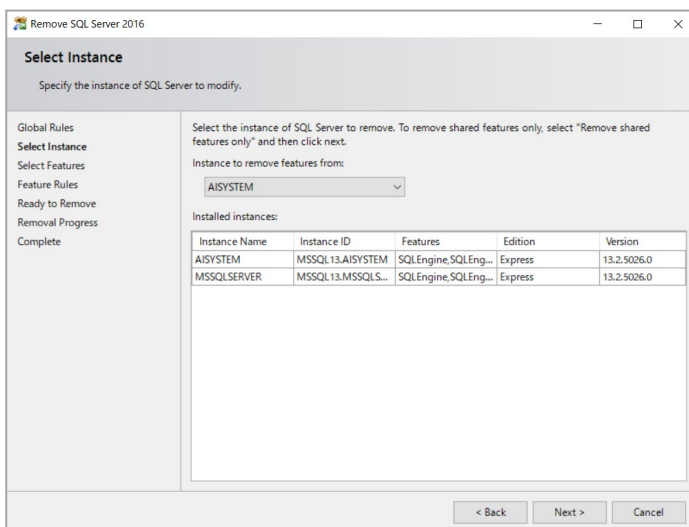 Remove SQL Server 2016
Select Instance
Specify the instance of SQL Server to modify.
Global Rules
Select Instance
Select Features
Feature Rules
Ready to Remove
Removal Progress
Complete
Select the instance of SQL Server to remove. To remove shared features only, select "Remove shared
features only" and then click next.
Instance to remove features from:
AISYSTEM
Installed instances:
Instance Name Instance ID Features Edition Version
AISYSTEM MSSQL13.AISYSTEM SQLEngine,SQLEng... Express 13.2.5026.0
MSSQLSERVER MSSQL13.MSSQLS... SQLEngine,SQLEng... Express 13.2.5026.0
< Back Next > Cancel